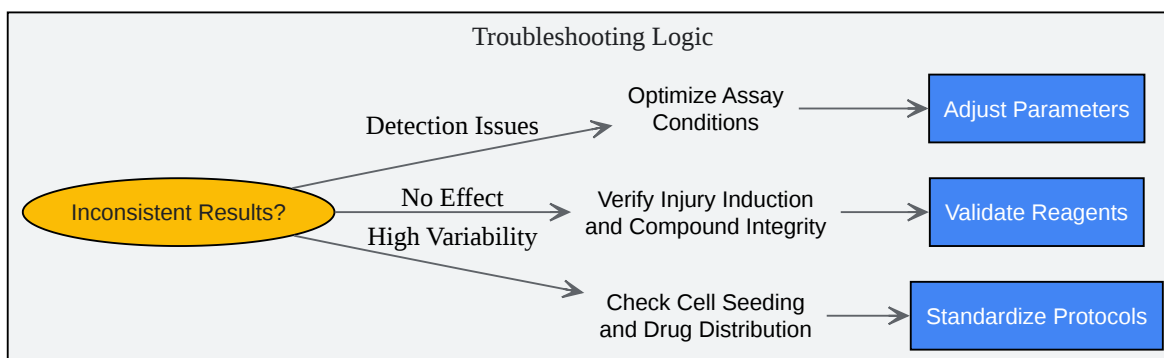 Troubleshooting Logic
Detection Issues
Optimize Assay
Conditions
Adjust Parameters
Inconsistent Results?
No Effect
Verify Injury Induction
and Compound Integrity
Validate Reagents
High Variability
Check Cell Seeding
and Drug Distribution
Standardize Protocols